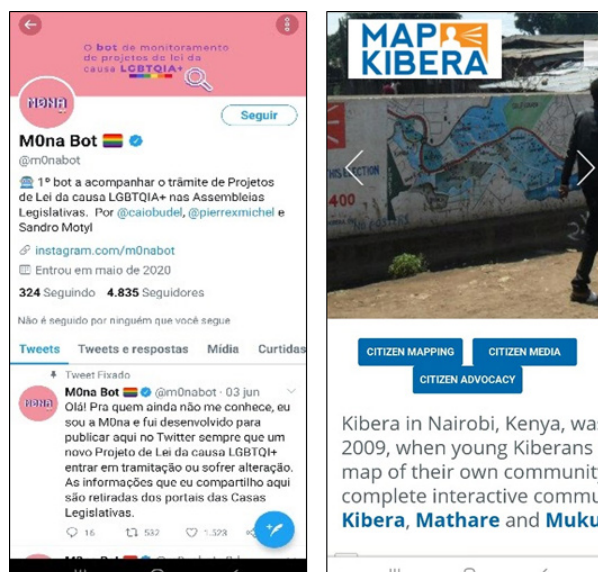 O bot de monitoramento
de projetos de lei da
causa LGBTQIA+
M0NA
Seguir
M0na Bot
@m0nabot
1º bot a acompanhar o trâmite de Projetos
de Lei da causa LGBTQIA+ nas Assembleias
Legislativas. Por @caiobudel, @pierrexmichel e
Sandro Motyl
instagram.com/m0nabot
Entrou em maio de 2020
324 Seguindo 4.835 Seguidores
Não é seguido por ninguém que você segue
Tweets Tweets e respostas Mídia Curtidas
Tweet Fixado
M0NA
M0na Bot @m0nabot · 03 jun
Olá! Pra quem ainda não me conhece, eu
sou a M0na e fui desenvolvido para
publicar aqui no Twitter sempre que um
novo Projeto de Lei da causa LGBTQI+
entrar em tramitação ou sofrer alteração.
As informações que eu compartilho aqui
são retiradas dos portais das Casas
Legislativas.
16 532 1.523
MAP
KIBERA
CITIZEN MAPPING CITIZEN MEDIA
CITIZEN ADVOCACY
Kibera in Nairobi, Kenya, was
2009, when young Kiberans
map of their own community
complete interactive commu
Kibera, Mathare and Muku